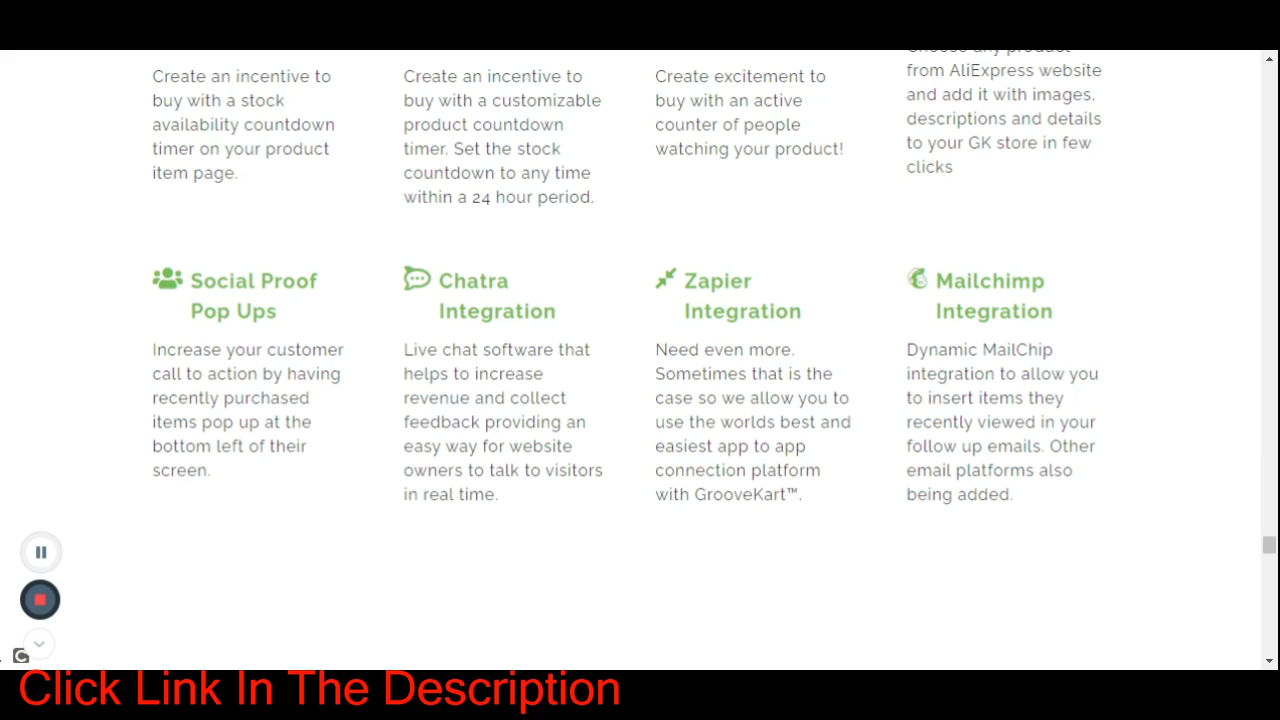 Create an incentive to
buy with a stock
availability countdown
timer on your product
item page.
Create an incentive to
buy with a customizable
product countdown
timer. Set the stock
countdown to any time
within a 24 hour period.
Create excitement to
buy with an active
counter of people
watching your product!
Choose any product
from AliExpress website
and add it with images,
descriptions and details
to your GK store in few
clicks
Social Proof
Pop Ups
Increase your customer
call to action by having
recently purchased
items pop up at the
bottom left of their
screen.
Chatra
Integration
Live chat software that
helps to increase
revenue and collect
feedback providing an
easy way for website
owners to talk to visitors
in real time.
Zapier
Integration
Need even more.
Sometimes that is the
case so we allow you to
use the worlds best and
easiest app to app
connection platform
with GrooveKart™.
Mailchimp
Integration
Dynamic MailChip
integration to allow you
to insert items they
recently viewed in your
follow up emails. Other
email platforms also
being added.
Click Link In The Description